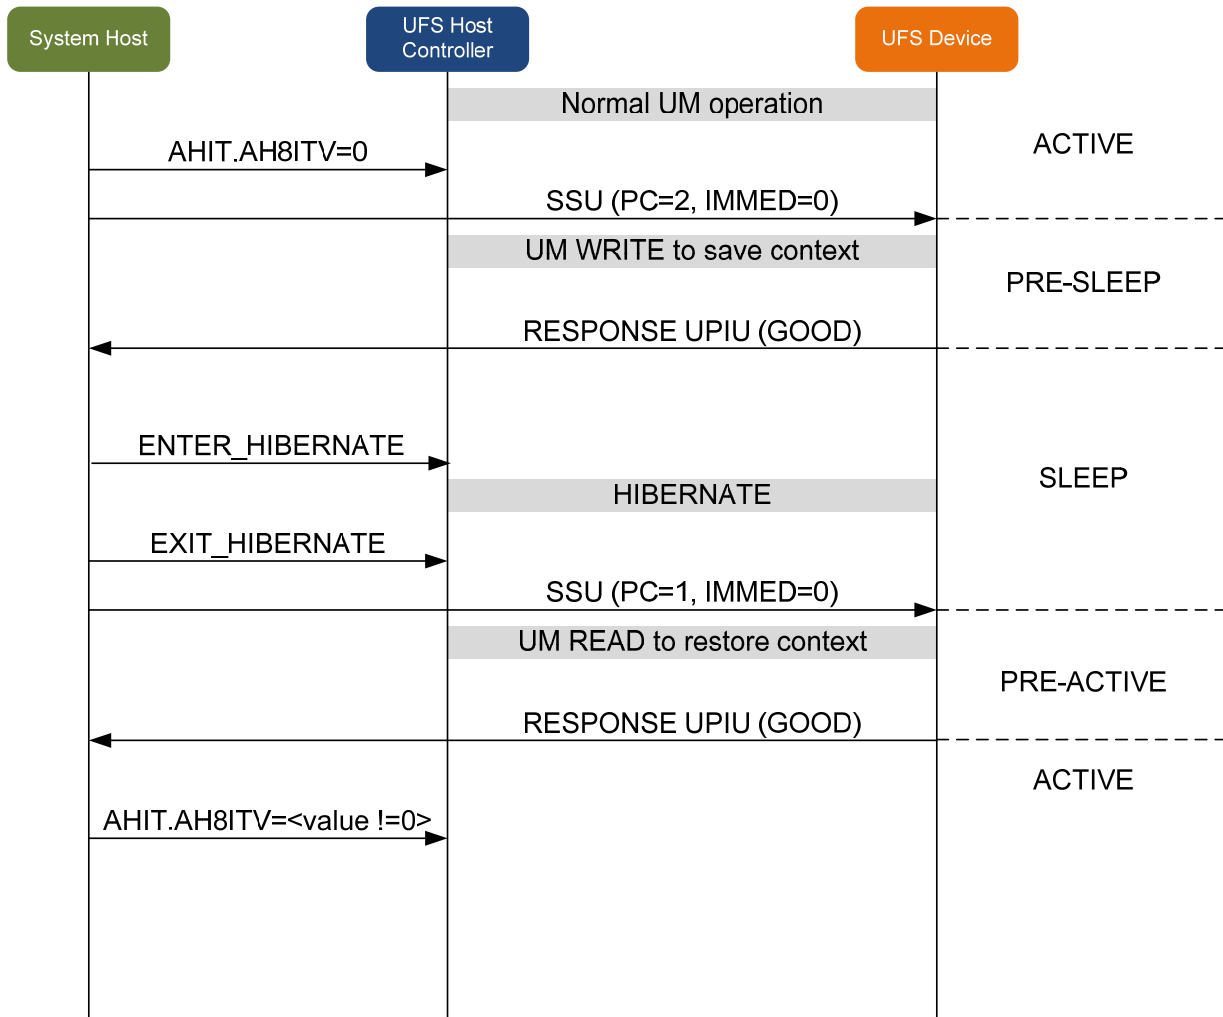 System Host
UFS Host
Controller
UFS Device
Normal UM operation
ACTIVE
AHIT.AH8ITV=0
SSU (PC=2, IMMED=0)
UM WRITE to save context
PRE-SLEEP
RESPONSE UPIU (GOOD)
ENTER_HIBERNATE
SLEEP
HIBERNATE
EXIT_HIBERNATE
SSU (PC=1, IMMED=0)
UM READ to restore context
PRE-ACTIVE
RESPONSE UPIU (GOOD)
ACTIVE
AHIT.AH8ITV=<value !=0>